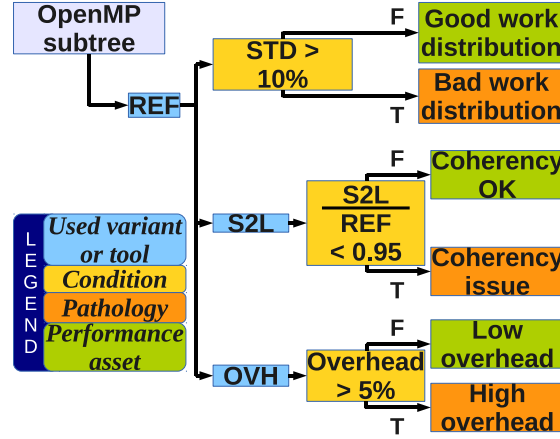 OpenMP
subtree
REF
STD >
10%
F
Good work
distribution
T
Bad work
distribution
S2L
S2L
REF
< 0.95
F
Coherency
OK
T
Coherency
issue
OVH
Overhead
> 5%
F
Low
overhead
T
High
overhead
LEGEND
Used variant
or tool
Condition
Pathology
Performance
asset